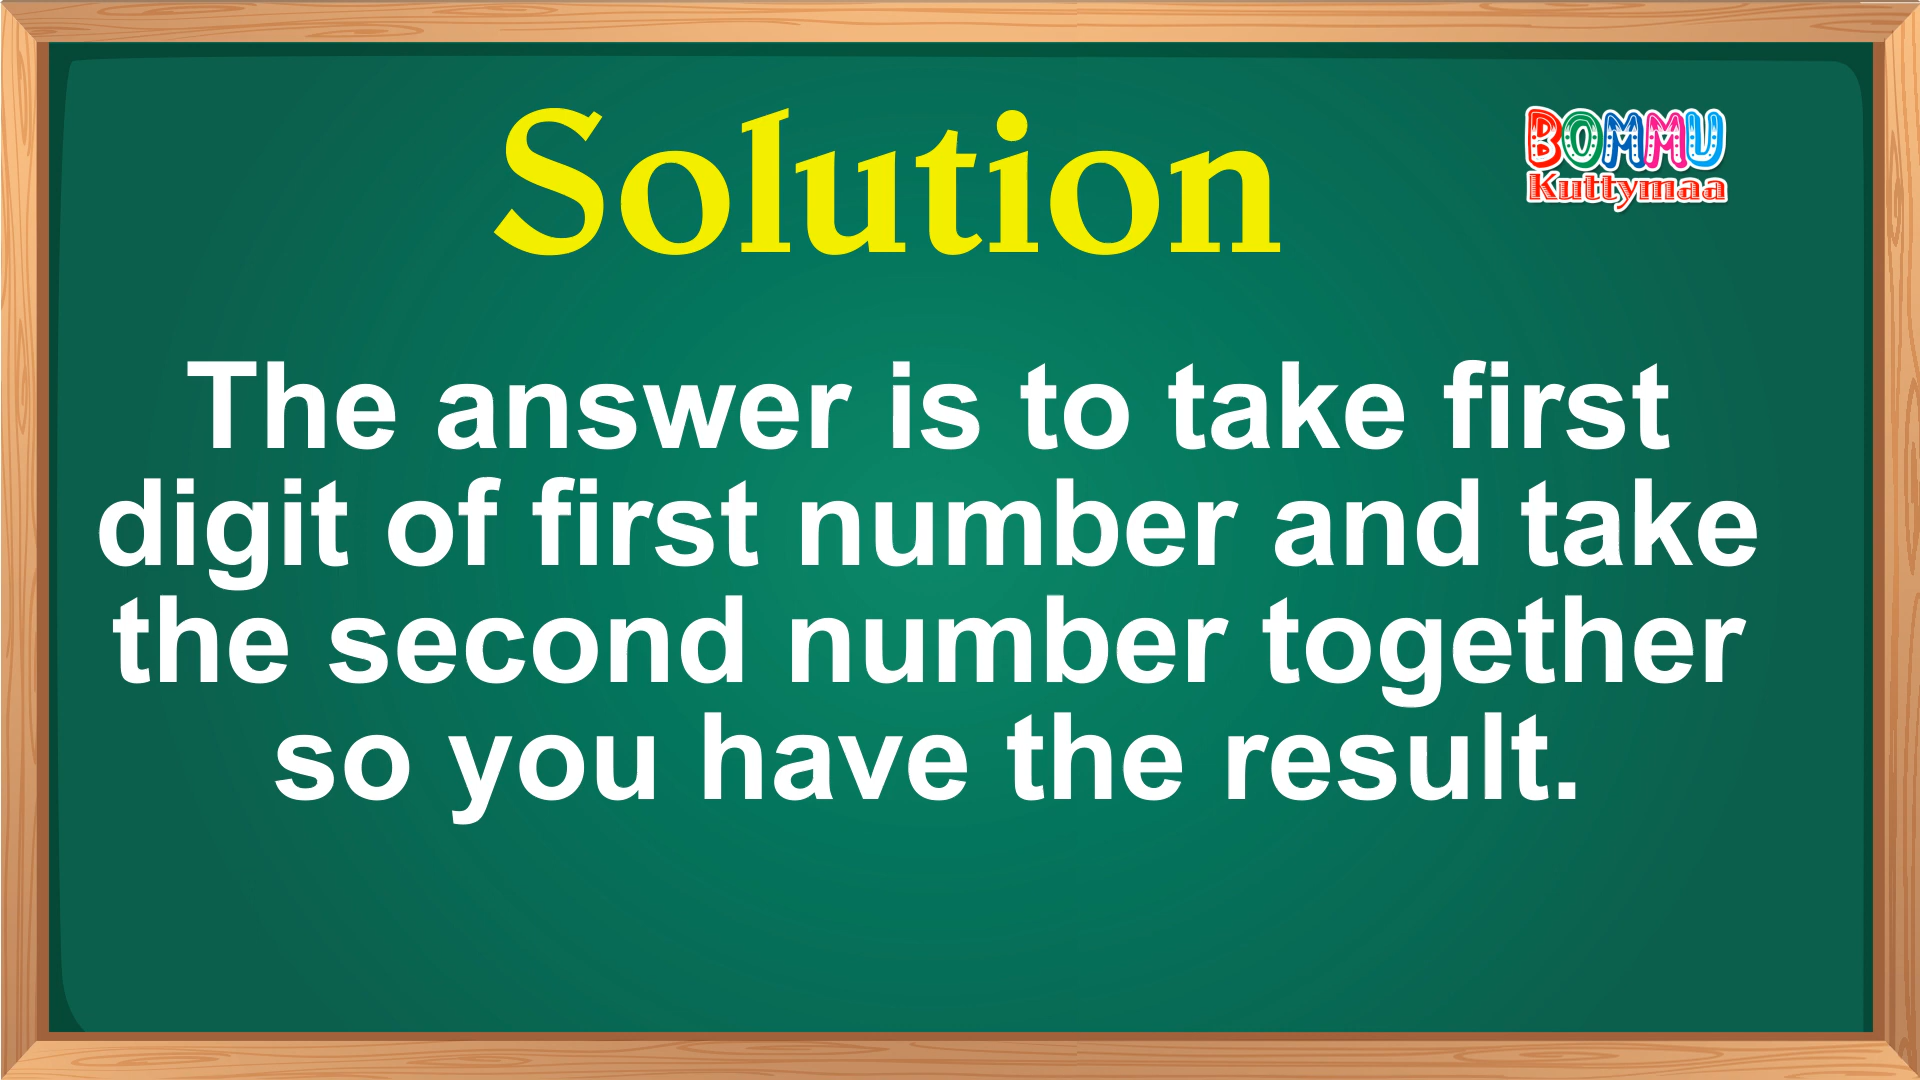 Solution
BOMMU
Kuttymaa
The answer is to take first
digit of first number and take
the second number together
so you have the result.